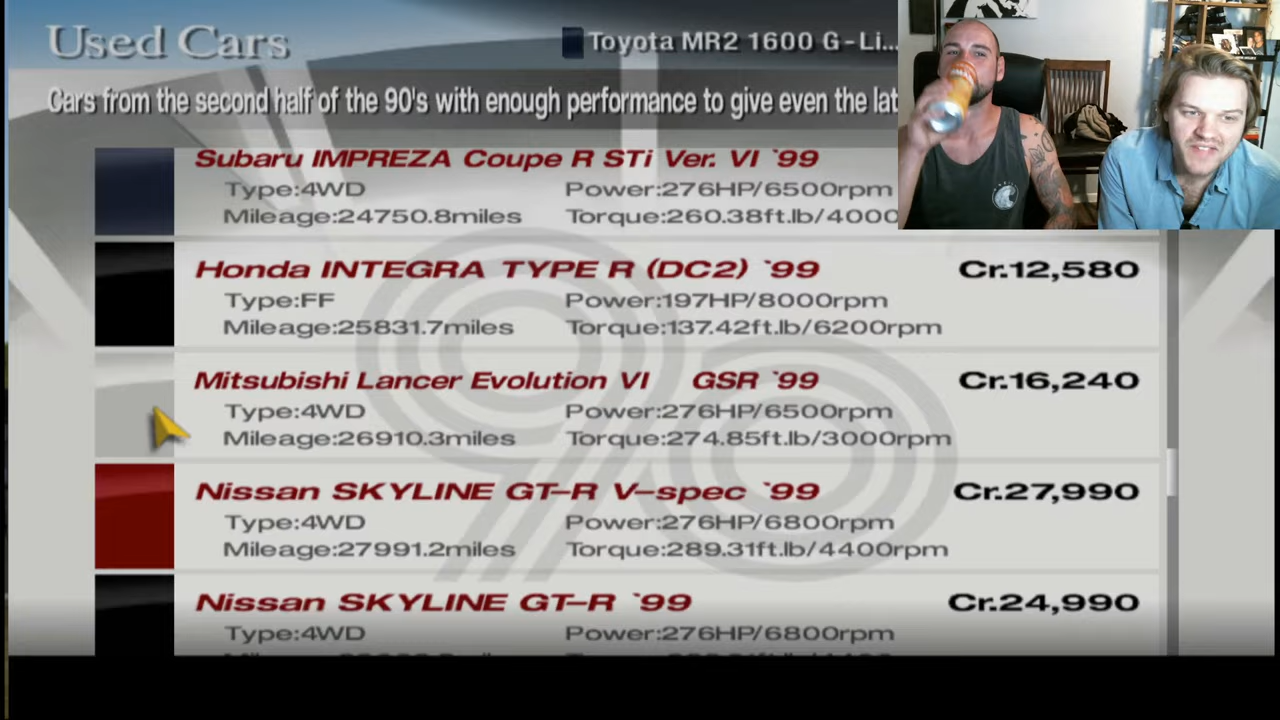 Used Cars
Toyota MR2 1600 G-Li...
Cars from the second half of the 90's with enough performance to give even the lat
Subaru IMPREZA Coupe R STi Ver. VI `99
Type:4WD Power:276HP/6500rpm
Mileage:24750.8miles Torque:260.38ft.lb/4000
Honda INTEGRA TYPE R (DC2) `99 Cr.12,580
Type:FF Power:197HP/8000rpm
Mileage:25831.7miles Torque:137.42ft.lb/6200rpm
Mitsubishi Lancer Evolution VI GSR `99 Cr.16,240
Type:4WD Power:276HP/6500rpm
Mileage:26910.3miles Torque:274.85ft.lb/3000rpm
Nissan SKYLINE GT-R V-spec `99 Cr.27,990
Type:4WD Power:276HP/6800rpm
Mileage:27991.2miles Torque:289.31ft.lb/4400rpm
Nissan SKYLINE GT-R `99 Cr.24,990
Type:4WD Power:276HP/6800rpm